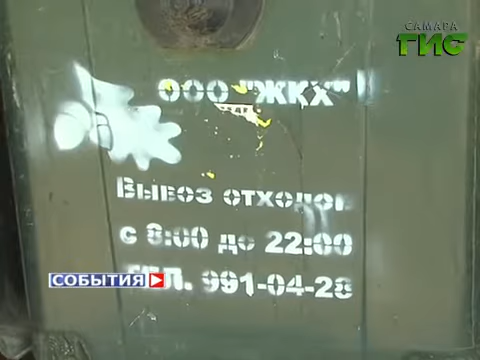 САМАРА
ГИС
ООО "ЖКХ"
Вывоз отходов
с 8:00 до 22:00
тел. 991-04-28
СОБЫТИЯ